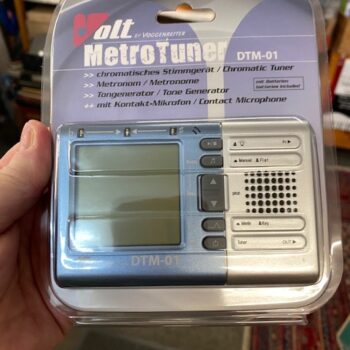 Volt BY VOGGENREITER
MetroTuner DTM-01
>> chromatisches Stimmgerät / Chromatic Tuner
>> Metronom / Metronome
>> Tongenerator / Tone Generator
>> mit Kontakt-Mikrofon / Contact Microphone
mit Batterien
batteries included!
Manual
Flat
Mode
Key
Tuner
OUT
DTM-01